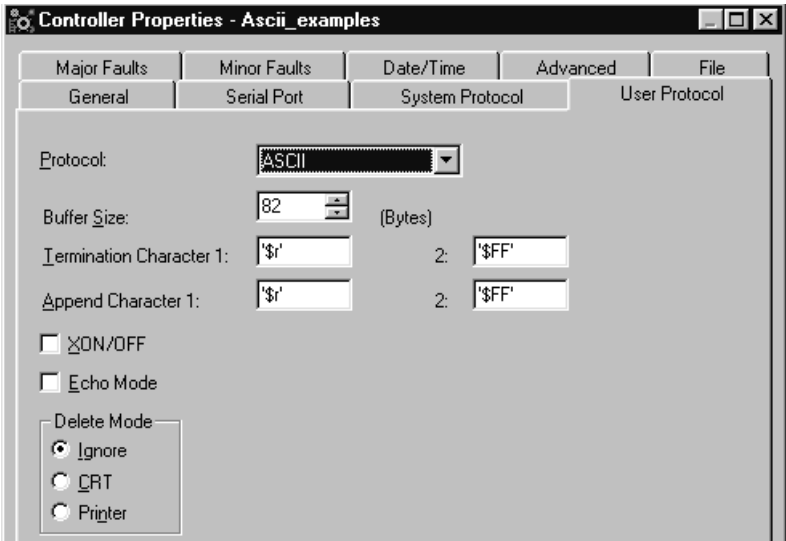 Controller Properties - Ascii_examples
Major Faults Minor Faults Date/Time Advanced File
General Serial Port System Protocol User Protocol
Protocol: ASCII
Buffer Size: 82 (Bytes)
Termination Character 1: '$r' 2: '$FF'
Append Character 1: '$r' 2: '$FF'
XON/OFF
Echo Mode
Delete Mode
Ignore
CRT
Printer